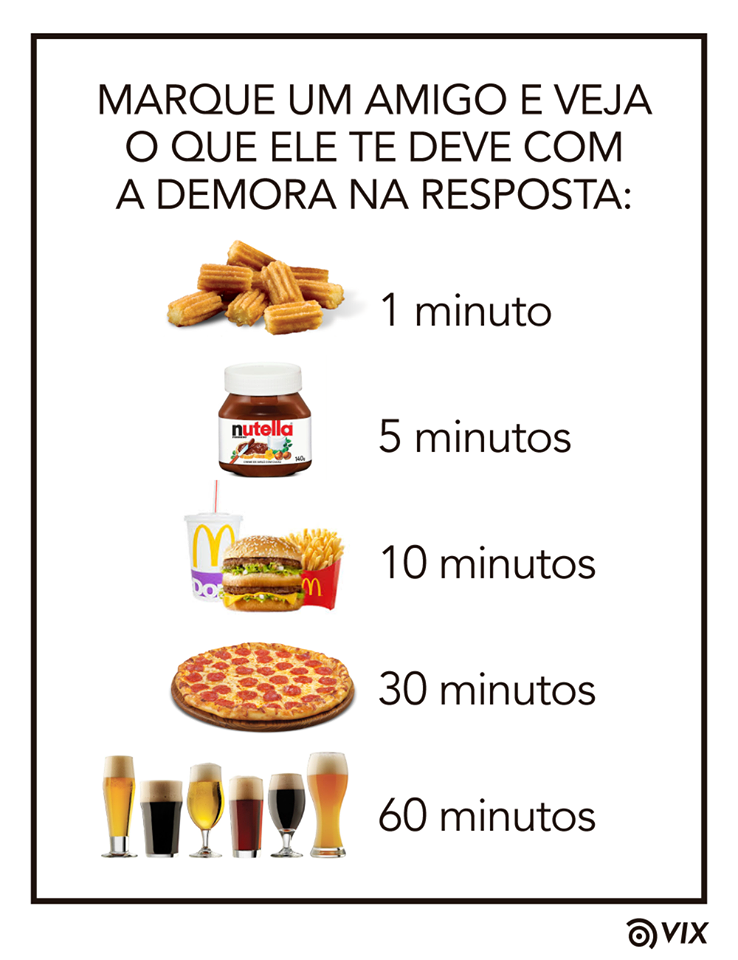 MARQUE UM AMIGO E VEJA
O QUE ELE TE DEVE COM
A DEMORA NA RESPOSTA:
1 minuto
nutella
140g
5 minutos
10 minutos
30 minutos
60 minutos
VIX